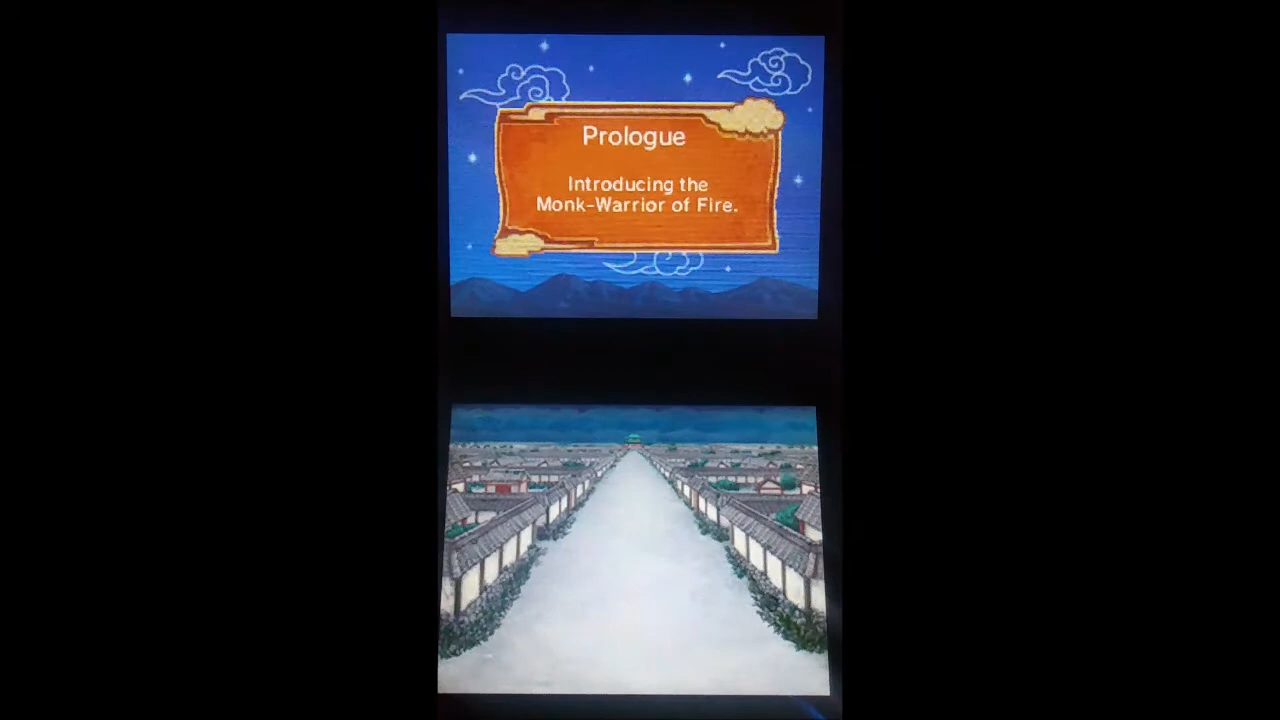 Prologue
Introducing the
Monk-Warrior of Fire.